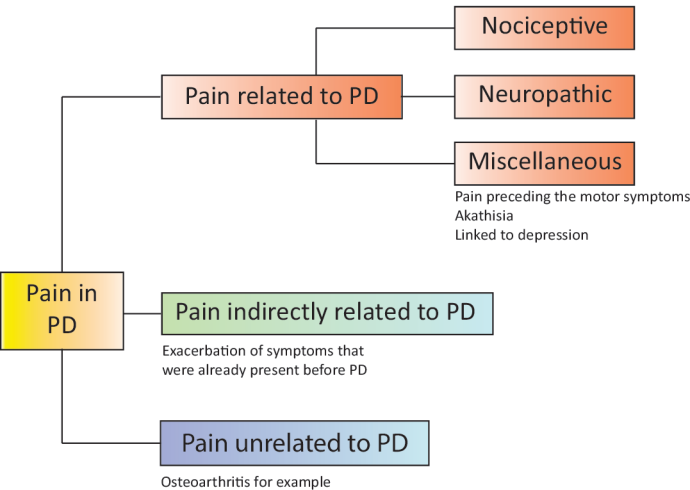 Nociceptive
Pain related to PD
Neuropathic
Miscellaneous
Pain preceding the motor symptoms
Akathisia
Linked to depression
Pain in
PD
Pain indirectly related to PD
Exacerbation of symptoms that
were already present before PD
Pain unrelated to PD
Osteoarthritis for example